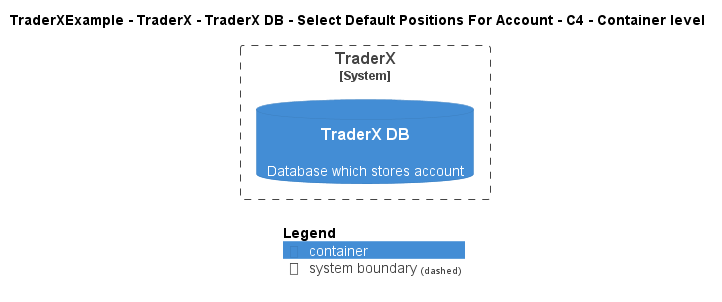 TraderXExample - TraderX - TraderX DB - Select Default Positions For Account - C4 - Container level
TraderX
[System]
TraderX DB
Database which stores account
Legend
container
system boundary (dashed)